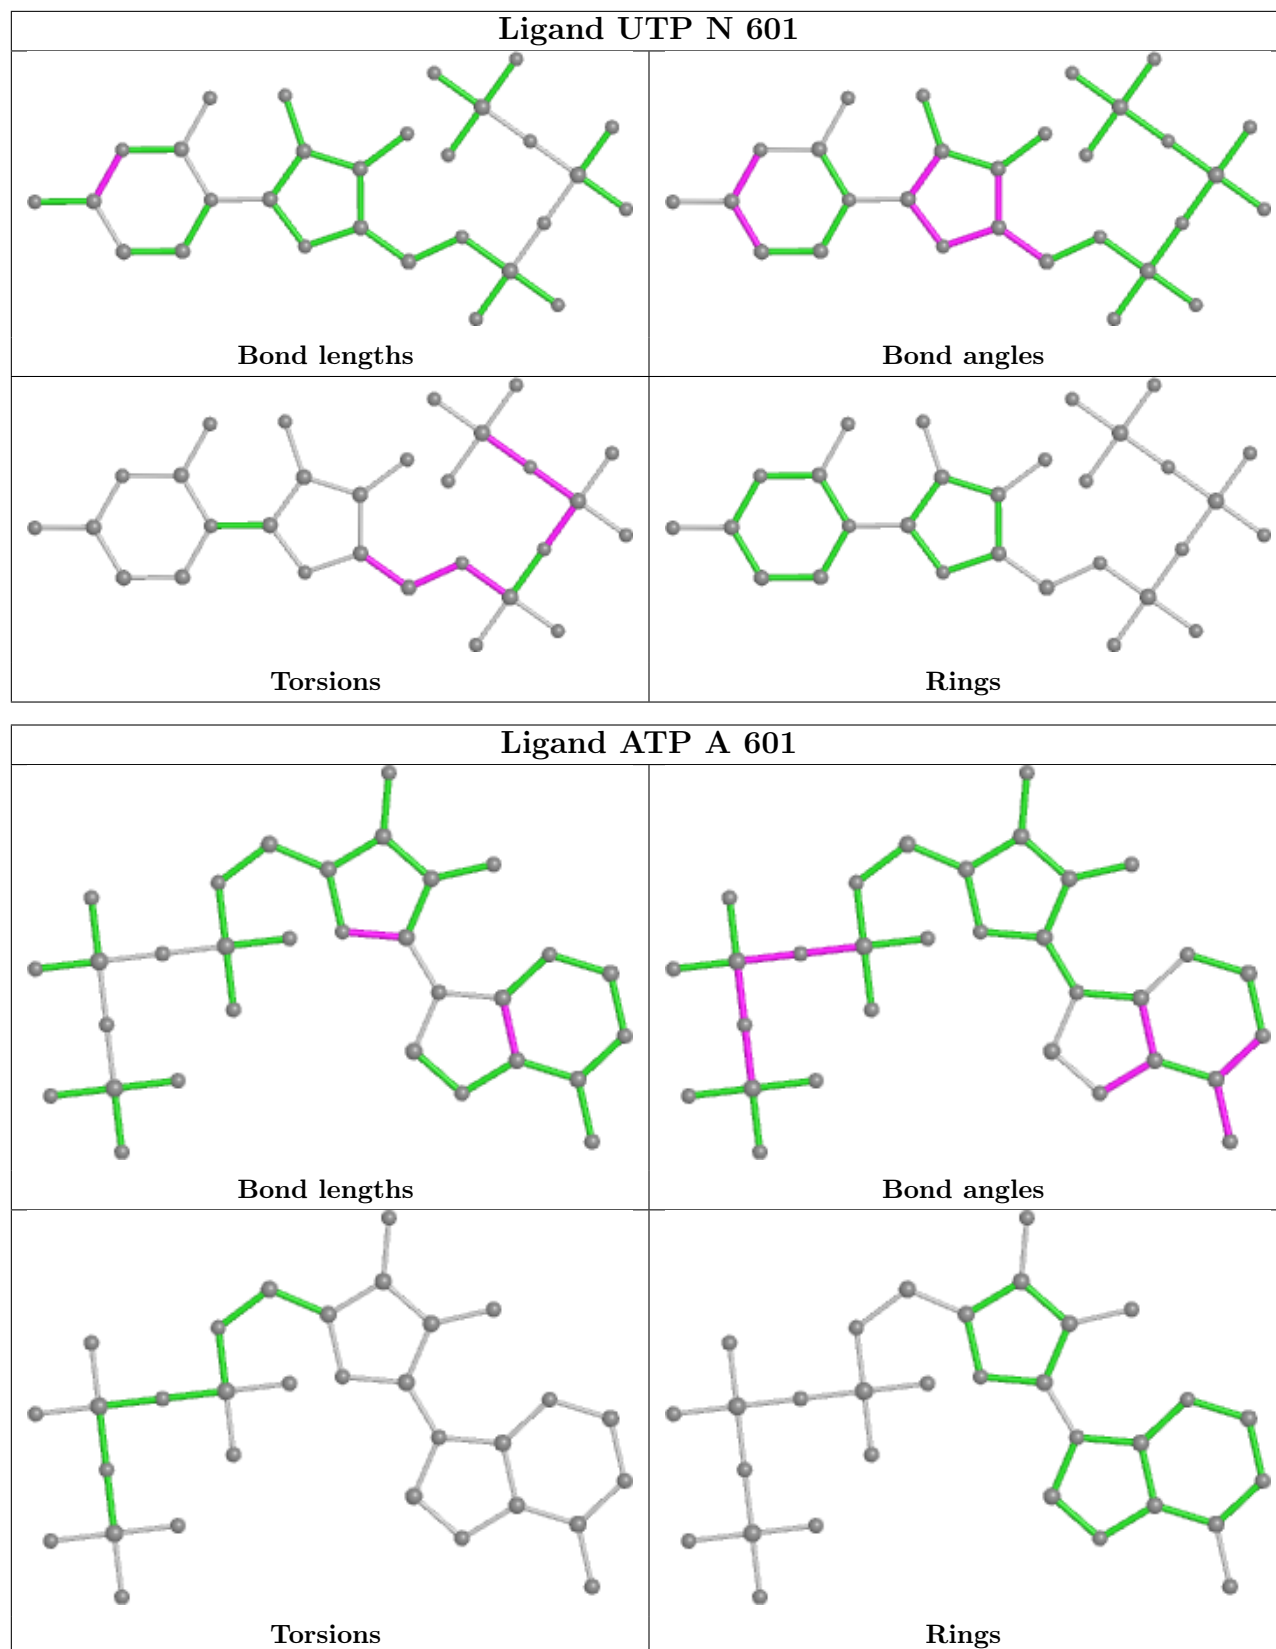 Ligand UTP N 601
Bond lengths
Bond angles
Torsions
Rings
Ligand ATP A 601
Bond lengths
Bond angles
Torsions
Rings